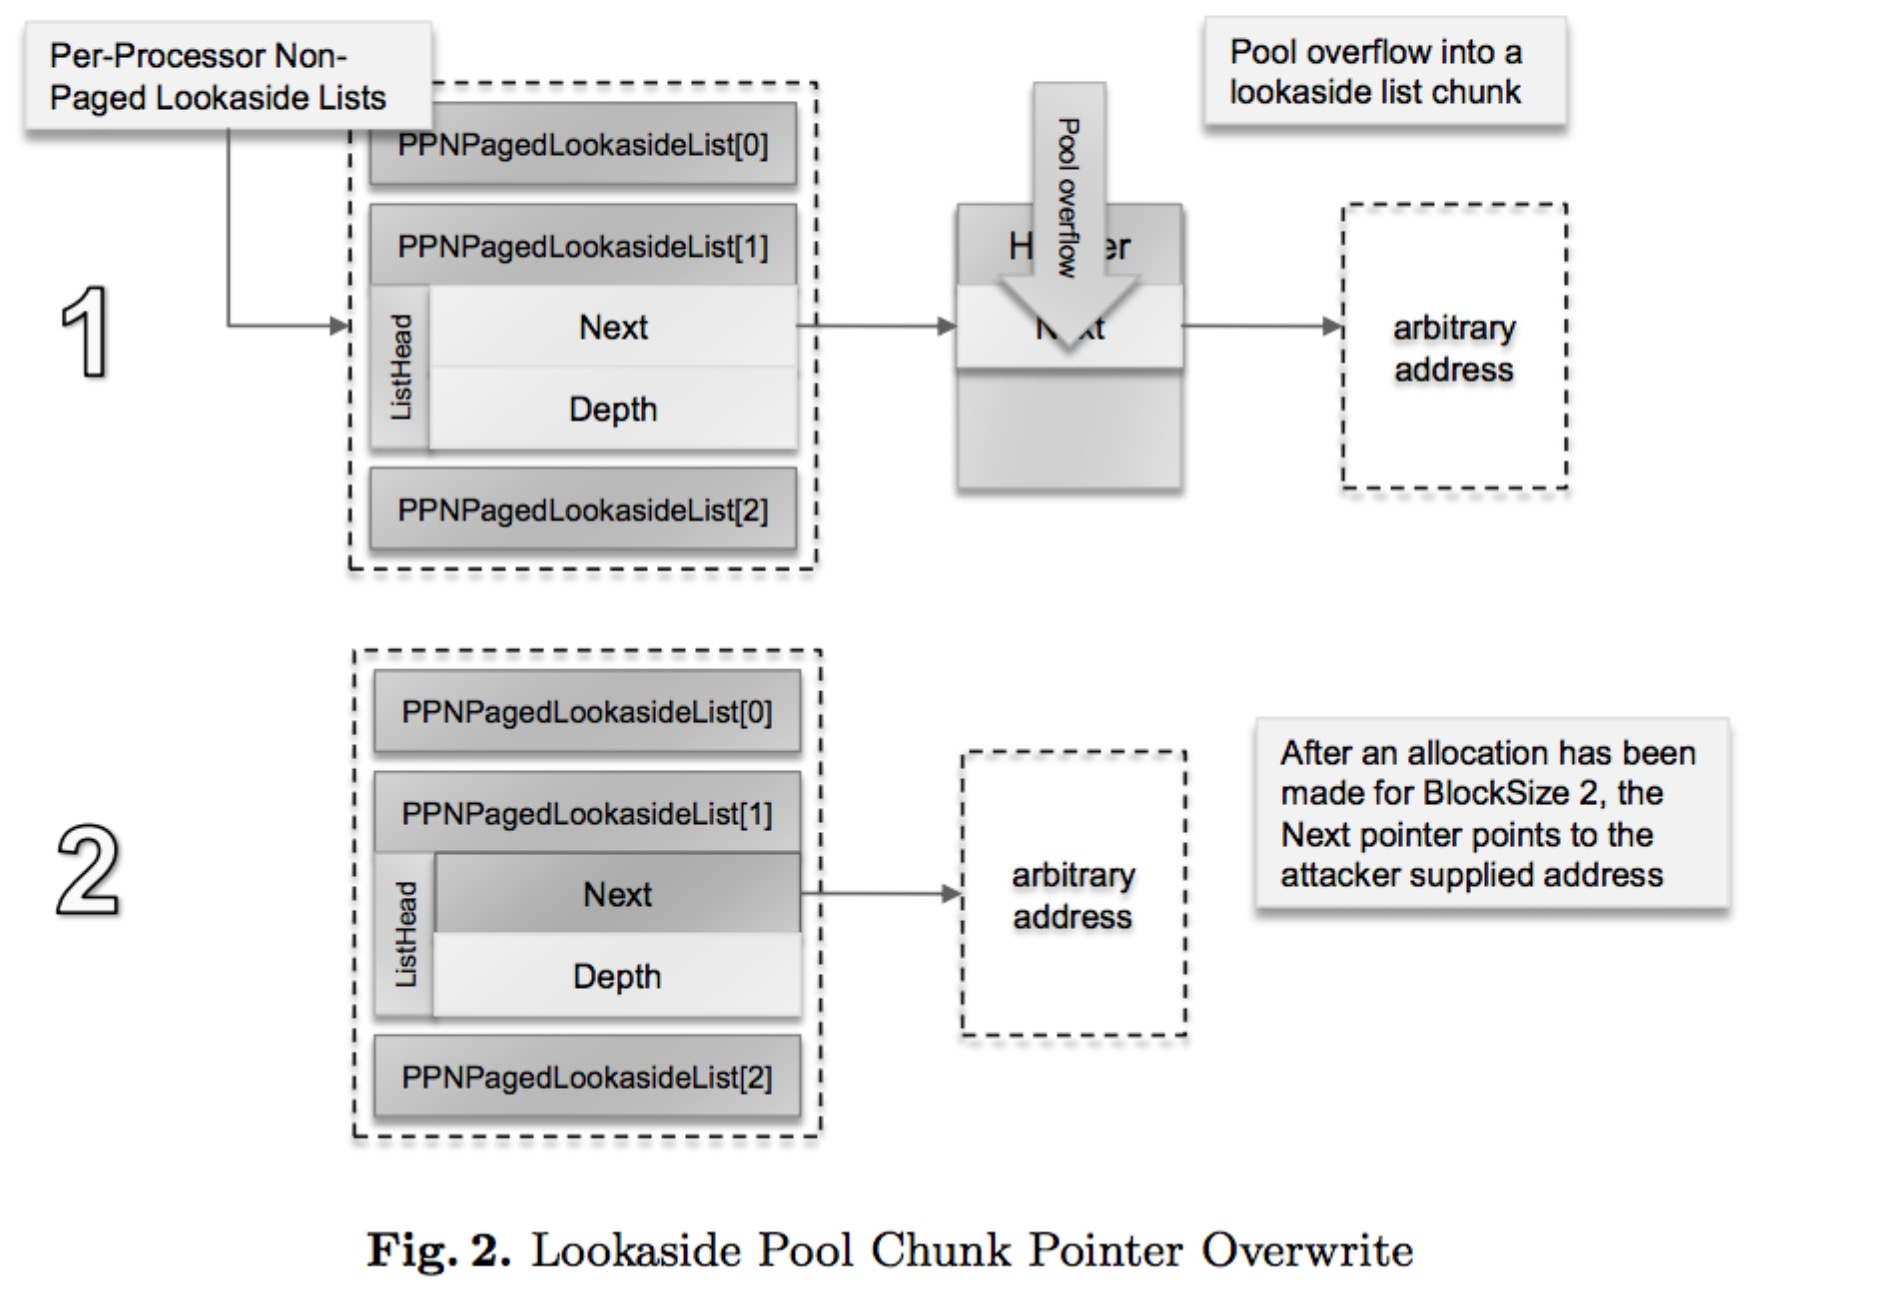 Per-Processor Non-
Paged Lookaside Lists
Pool overflow into a
lookaside list chunk
1
PPNPagedLookasideList[0]
PPNPagedLookasideList[1]
ListHead
Next
Depth
PPNPagedLookasideList[2]
Pool overflow
Next
arbitrary
address
2
PPNPagedLookasideList[0]
PPNPagedLookasideList[1]
ListHead
Next
Depth
PPNPagedLookasideList[2]
arbitrary
address
After an allocation has been
made for BlockSize 2, the
Next pointer points to the
attacker supplied address
Fig. 2. Lookaside Pool Chunk Pointer Overwrite